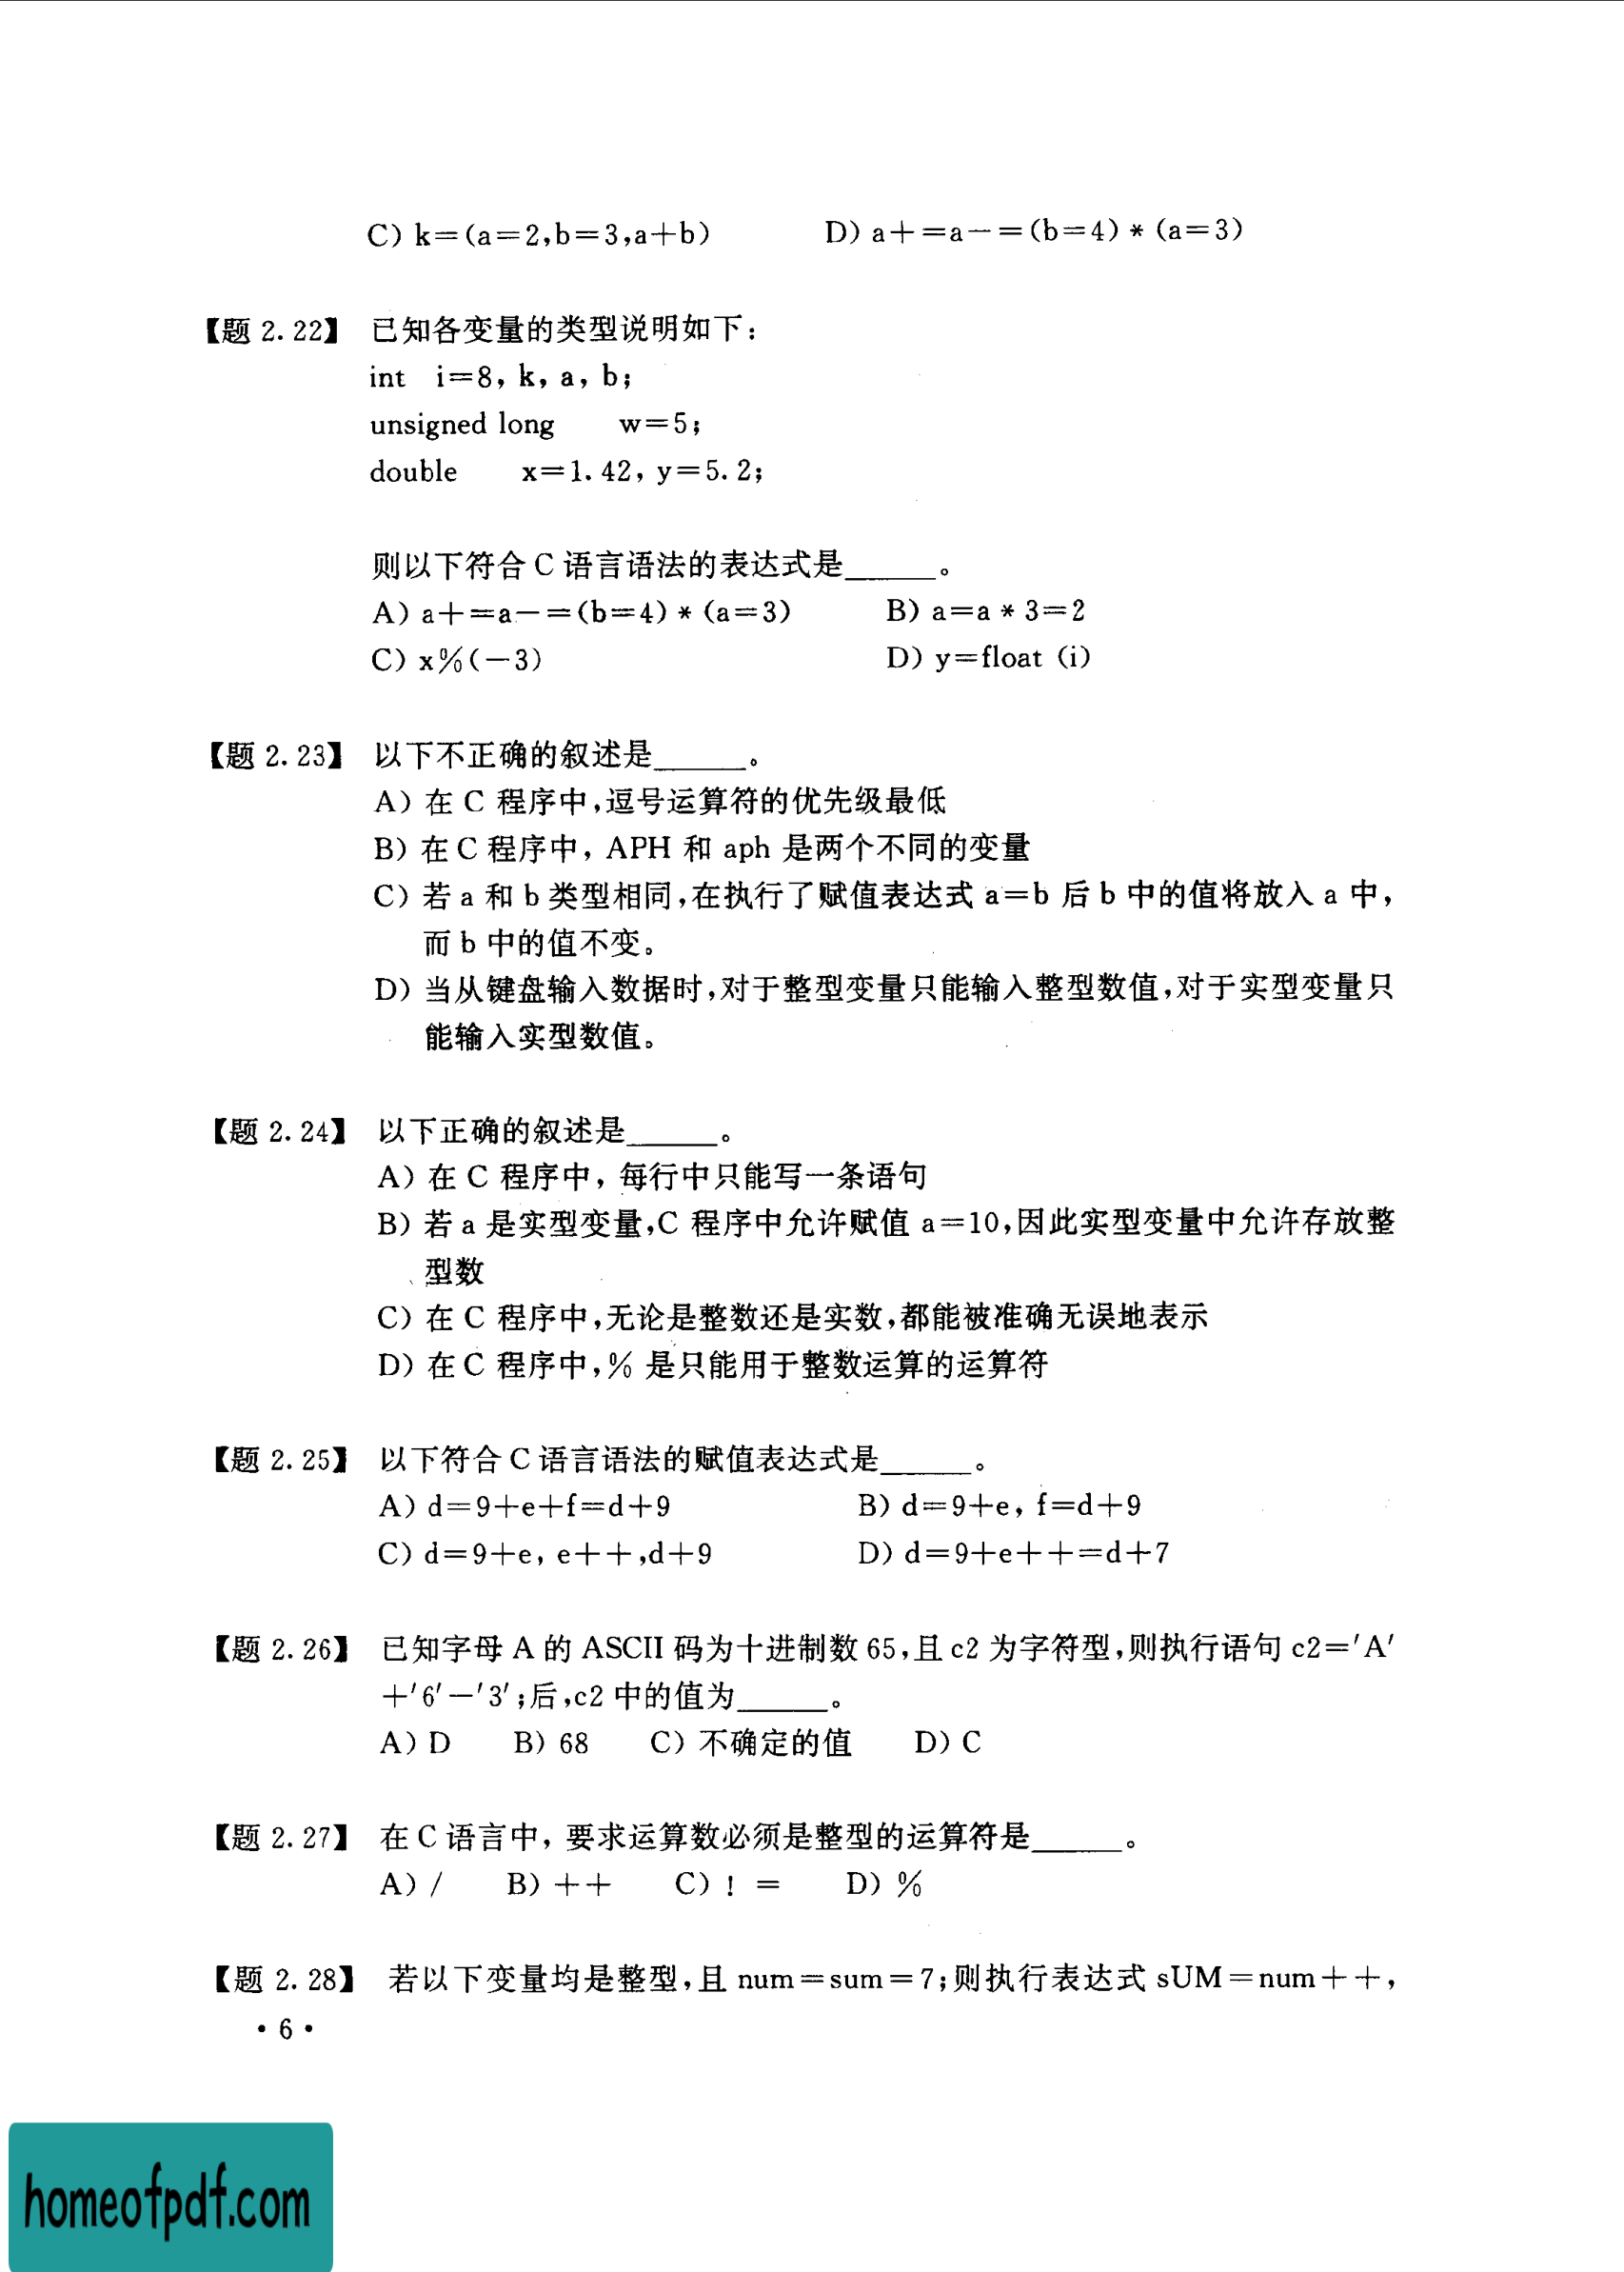 C) k=(a=2,b=3,a+b) D) a+=a-=(b=4)*(a=3)
【题 2.22】 已知各变量的类型说明如下:
int i=8, k, a, b;
unsigned long w=5;
double x=1.42, y=5.2;
则以下符合 C 语言语法的表达式是______。
A) a+=a-=(b=4)*(a=3) B) a=a*3=2
C) x%(-3) D) y=float (i)
【题 2.23】 以下不正确的叙述是______。
A) 在 C 程序中,逗号运算符的优先级最低
B) 在 C 程序中, APH 和 aph 是两个不同的变量
C) 若 a 和 b 类型相同,在执行了赋值表达式 a=b 后 b 中的值将放入 a 中,
而 b 中的值不变。
D) 当从键盘输入数据时,对于整型变量只能输入整型数值,对于实型变量只
能输入实型数值。
【题 2.24】 以下正确的叙述是______。
A) 在 C 程序中, 每行中只能写一条语句
B) 若 a 是实型变量,C 程序中允许赋值 a=10,因此实型变量中允许存放整
型数
C) 在 C 程序中,无论是整数还是实数,都能被准确无误地表示
D) 在 C 程序中,% 是只能用于整数运算的运算符
【题 2.25】 以下符合 C 语言语法的赋值表达式是______。
A) d=9+e+f=d+9 B) d=9+e, f=d+9
C) d=9+e, e++,d+9 D) d=9+e++=d+7
【题 2.26】 已知字母 A 的 ASCII 码为十进制数 65,且 c2 为字符型,则执行语句 c2='A'
+'6'-'3';后,c2 中的值为______。
A) D B) 68 C) 不确定的值 D) C
【题 2.27】 在 C 语言中, 要求运算数必须是整型的运算符是______。
A) / B) ++ C) ! = D) %
【题 2.28】 若以下变量均是整型,且 num=sum=7;则执行表达式 sUM=num++,
· 6 ·
homeofpdf.com